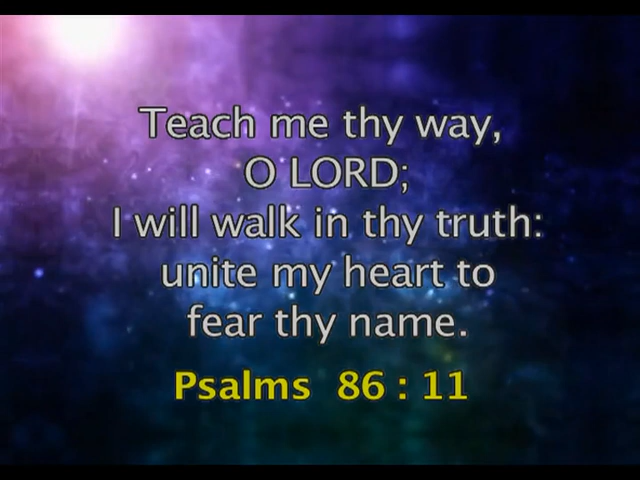 Teach me thy way,
O LORD;
I will walk in thy truth:
unite my heart to
fear thy name.
Psalms 86 : 11